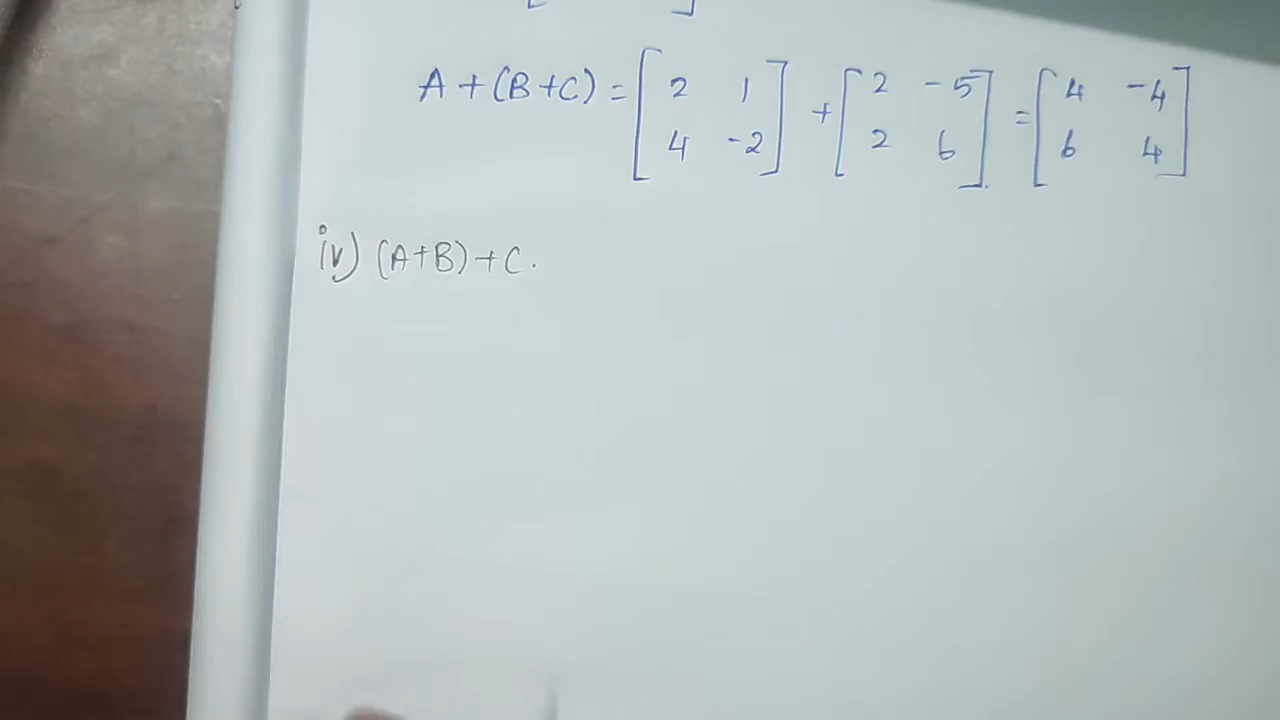 A + (B + C) = [ 2 1 ] + [ 2 -5 ] = [ 4 -4 ]
[ 4 -2 ] [ 2 6 ] [ 6 4 ]
iv) (A+B)+C.